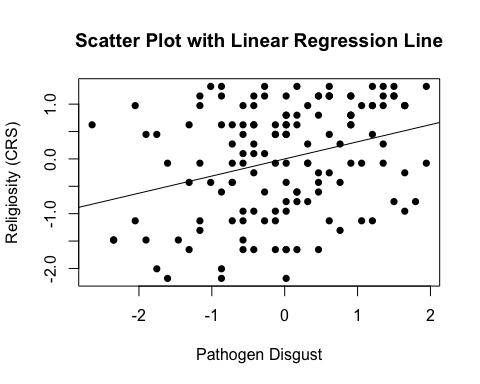 Scatter Plot with Linear Regression Line
Religiosity (CRS)
1.0
0.0
-1.0
-2.0
-2 -1 0 1 2
Pathogen Disgust